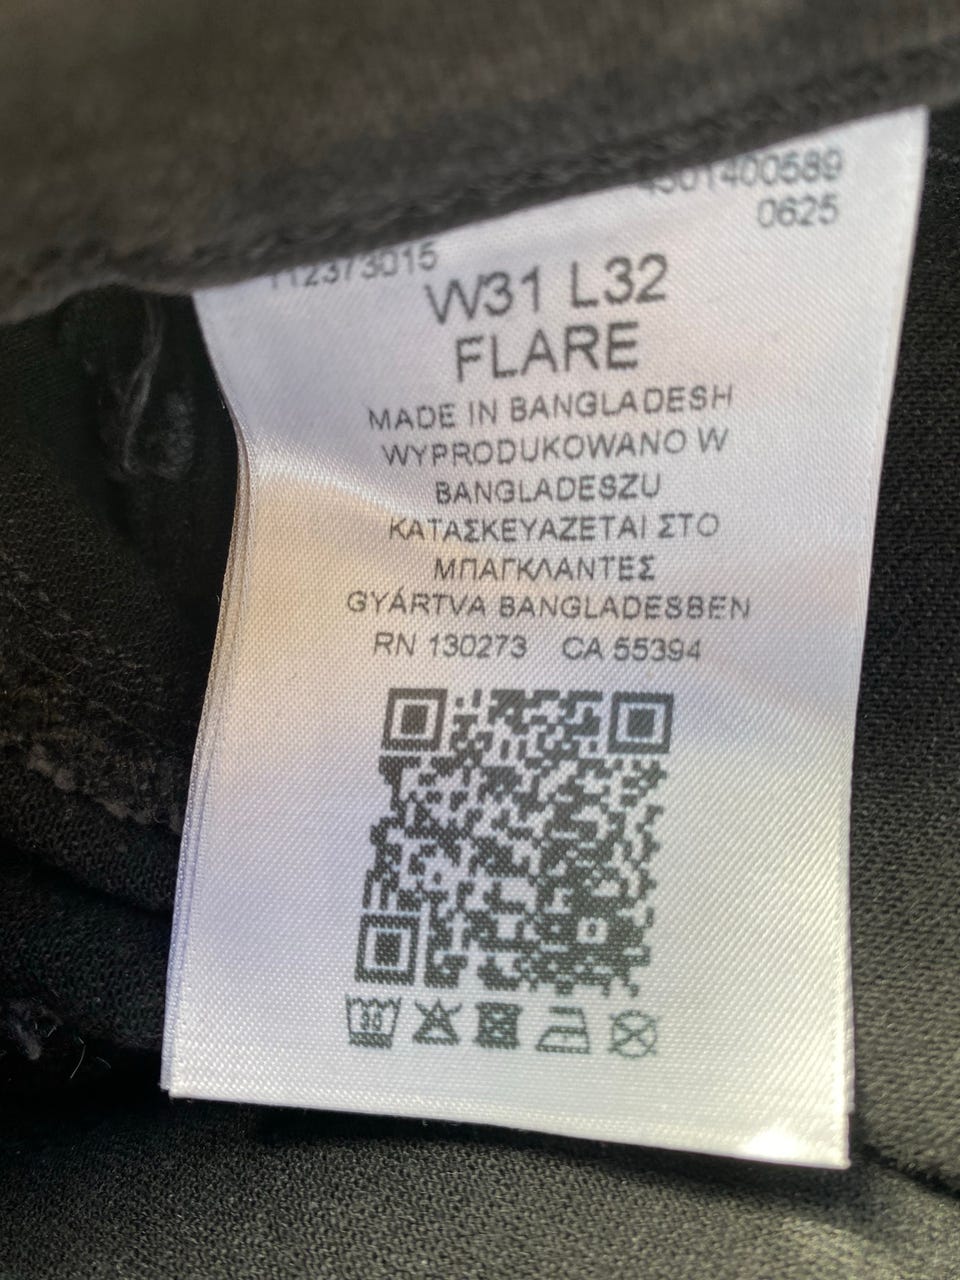 4501400589
0625
112373015
W31 L32
FLARE
MADE IN BANGLADESH
WYPRODUKOWANO W
BANGLADESZU
ΚΑΤΑΣΚΕΥΑΖΕΤΑΙ ΣΤΟ
ΜΠΑΓΚΛΑΝΤΕΣ
GYÁRTVA BANGLADESBEN
RN 130273 CA 55394
30